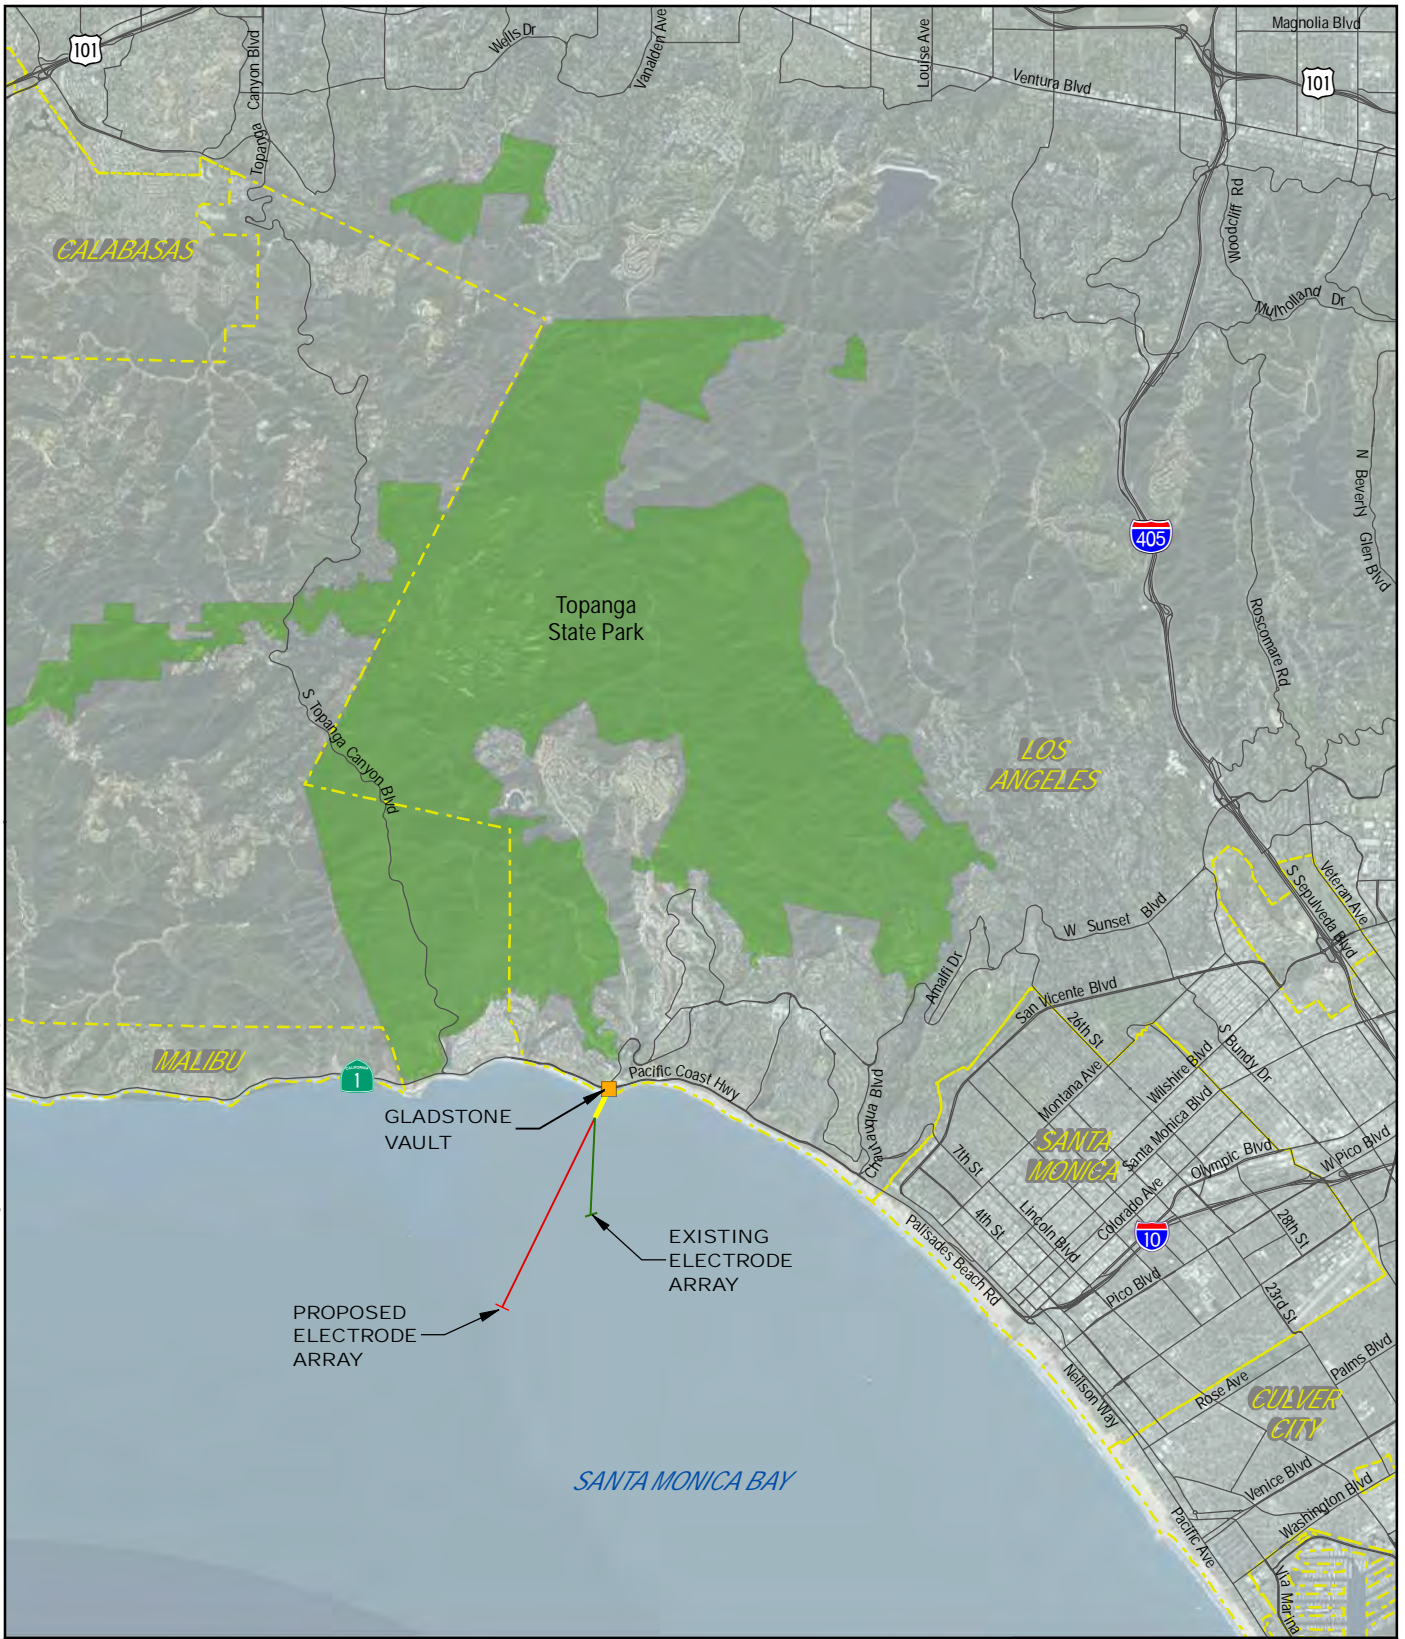 101
Topanga Canyon Blvd
Wells Dr
Vanalden Ave
Louise Ave
Ventura Blvd
Magnolia Blvd
101
Woodcliff Rd
Mulholland Dr
CALABASAS
N Beverly Glen Blvd
405
Topanga
State Park
Roscomare Rd
S Topanga Canyon Blvd
LOS
ANGELES
Veteran Ave
S Sepulveda Blvd
W Sunset Blvd
Amalfi Dr
San Vicente Blvd
26th St
S Bundy Dr
MALIBU
CALIFORNIA
1
Pacific Coast Hwy
GLADSTONE
VAULT
Chautauqua Blvd
Montana Ave
Wilshire Blvd
Santa Monica Blvd
SANTA
MONICA
Olympic Blvd
W Pico Blvd
7th St
4th St
Lincoln Blvd
Colorado Ave
10
28th St
Palisades Beach Rd
Pico Blvd
23rd St
EXISTING
ELECTRODE
ARRAY
PROPOSED
ELECTRODE
ARRAY
Neilson Way
Rose Ave
Palms Blvd
CULVER
CITY
SANTA MONICA BAY
Venice Blvd
Washington Blvd
Pacific Ave
Via Marina